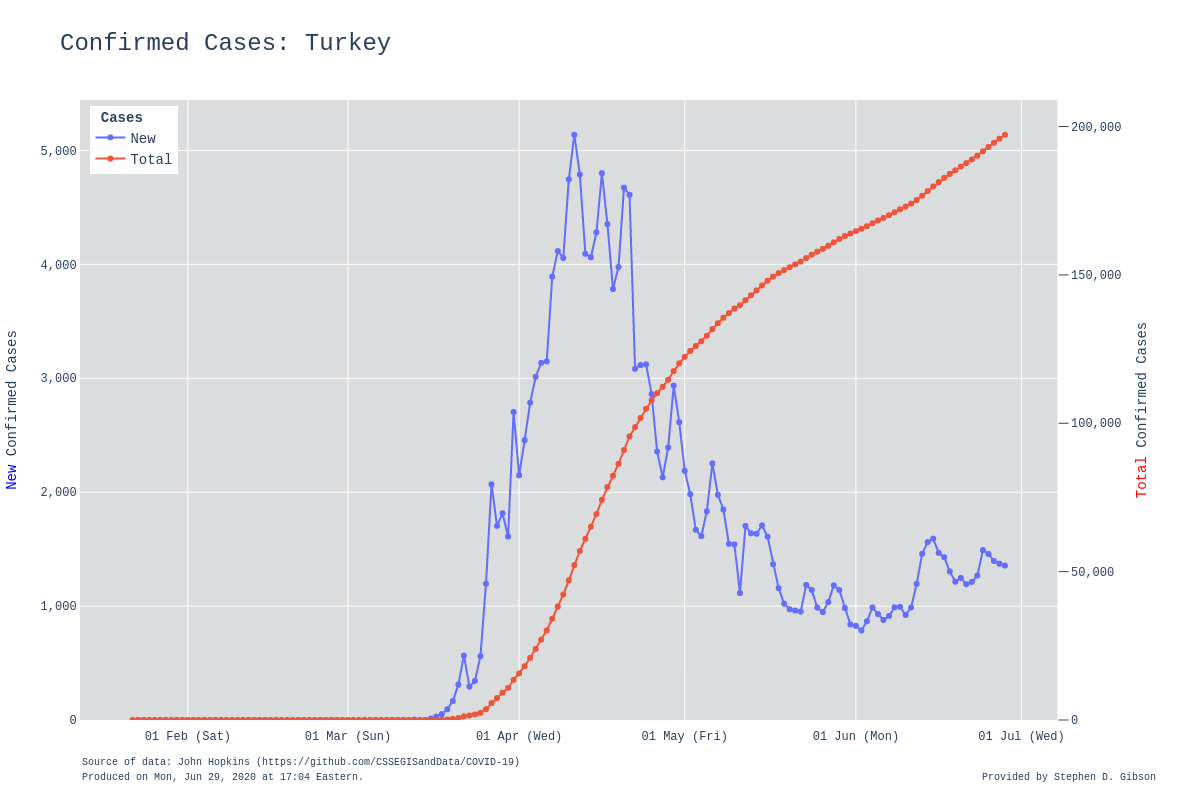 Confirmed Cases: Turkey
Cases
New
Total
5,000
4,000
3,000
2,000
1,000
0
200,000
150,000
100,000
50,000
0
New Confirmed Cases
Total Confirmed Cases
01 Feb (Sat)
01 Mar (Sun)
01 Apr (Wed)
01 May (Fri)
01 Jun (Mon)
01 Jul (Wed)
Source of data: John Hopkins (https://github.com/CSSEGISandData/COVID-19)
Produced on Mon, Jun 29, 2020 at 17:04 Eastern.
Provided by Stephen D. Gibson